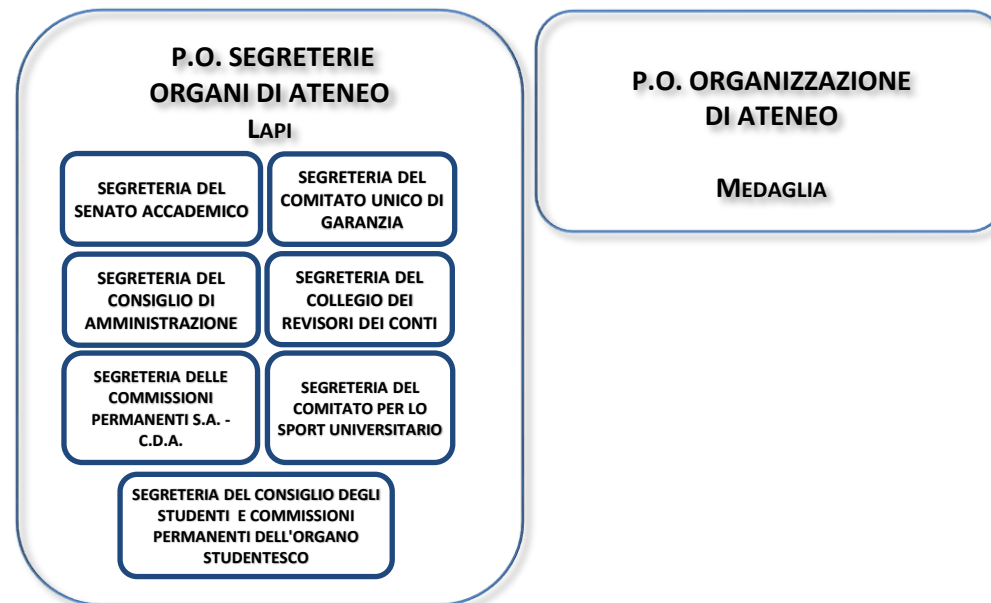 P.O. SEGRETERIE
ORGANI DI ATENEO
LAPI
SEGRETERIA DEL
SENATO ACCADEMICO
SEGRETERIA DEL
COMITATO UNICO DI
GARANZIA
SEGRETERIA DEL
CONSIGLIO DI
AMMINISTRAZIONE
SEGRETERIA DEL
COLLEGIO DEI
REVISORI DEI CONTI
SEGRETERIA DELLE
COMMISSIONI
PERMANENTI S.A. -
C.D.A.
SEGRETERIA DEL
COMITATO PER LO
SPORT UNIVERSITARIO
SEGRETERIA DEL CONSIGLIO DEGLI
STUDENTI E COMMISSIONI
PERMANENTI DELL'ORGANO
STUDENTESCO
P.O. ORGANIZZAZIONE
DI ATENEO
MEDAGLIA